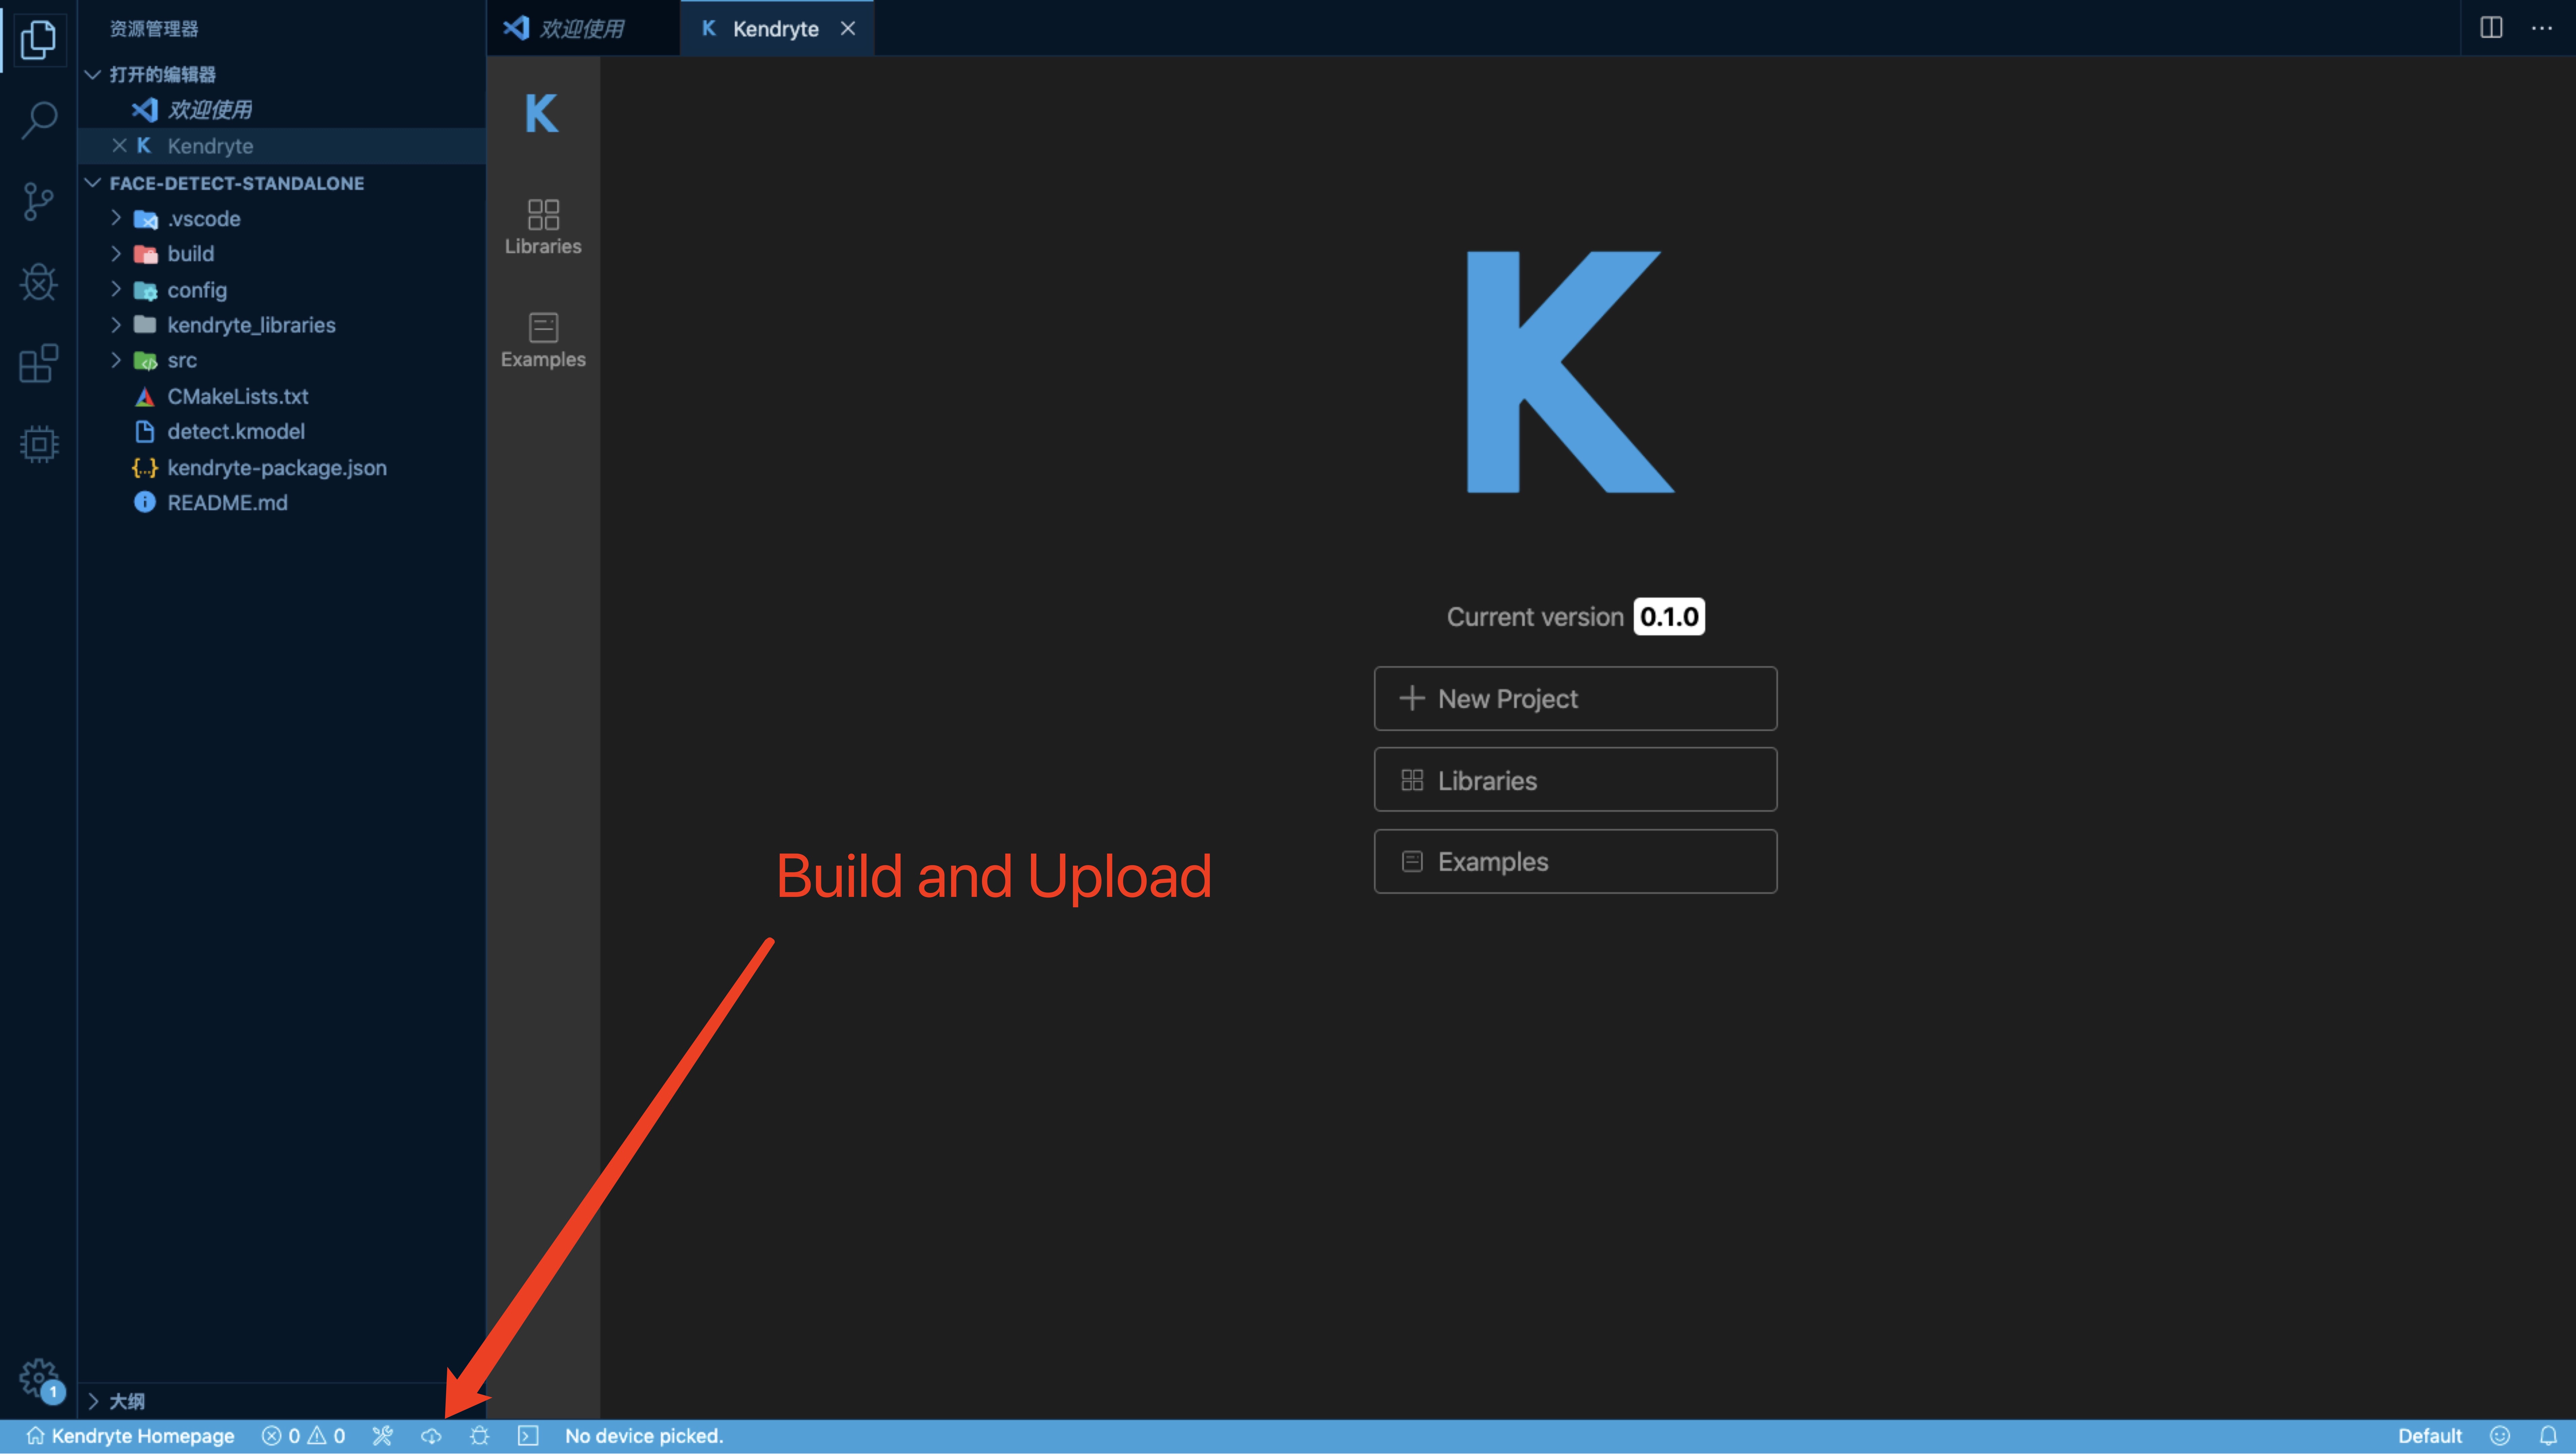 资源管理器
打开的编辑器
欢迎使用
Kendryte
FACE-DETECT-STANDALONE
.vscode
build
config
kendryte_libraries
src
CMakeLists.txt
detect.kmodel
kendryte-package.json
README.md
大纲
欢迎使用
Kendryte
K
Libraries
Examples
K
Current version 0.1.0
New Project
Libraries
Examples
Build and Upload
1
Kendryte Homepage 0 0 No device picked. Default